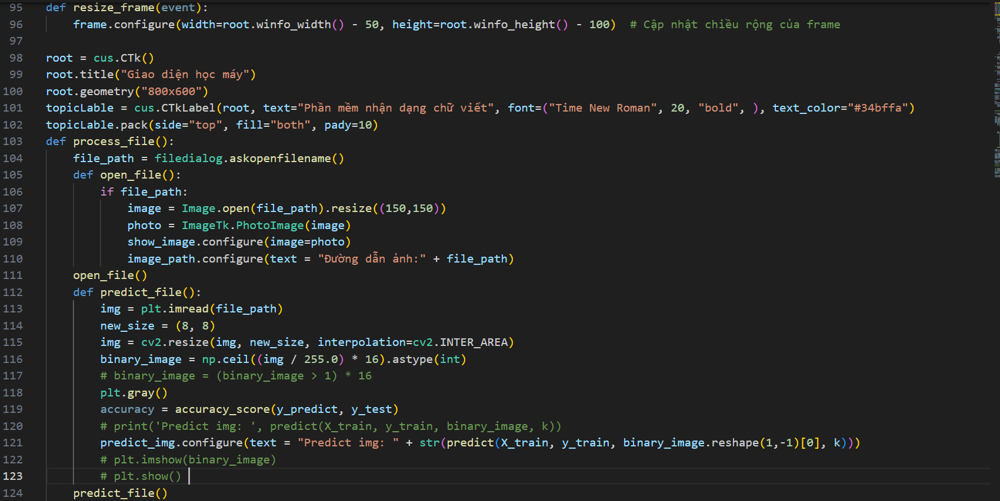 95 def resize_frame(event):
96 frame.configure(width=root.winfo_width() - 50, height=root.winfo_height() - 100)  # Cập nhật chiều rộng của frame
97
98 root = cus.CTk()
99 root.title("Giao diện học máy")
100 root.geometry("800x600")
101 topicLable = cus.CTkLabel(root, text="Phần mềm nhận dạng chữ viết", font=("Time New Roman", 20, "bold", ), text_color="#34bffa")
102 topicLable.pack(side="top", fill="both", pady=10)
103 def process_file():
104     file_path = filedialog.askopenfilename()
105     def open_file():
106         if file_path:
107             image = Image.open(file_path).resize((150,150))
108             photo = ImageTk.PhotoImage(image)
109             show_image.configure(image=photo)
110             image_path.configure(text = "Đường dẫn ảnh:" + file_path)
111     open_file()
112     def predict_file():
113         img = plt.imread(file_path)
114         new_size = (8, 8)
115         img = cv2.resize(img, new_size, interpolation=cv2.INTER_AREA)
116         binary_image = np.ceil((img / 255.0) * 16).astype(int)
117         # binary_image = (binary_image > 1) * 16
118         plt.gray()
119         accuracy = accuracy_score(y_predict, y_test)
120         # print('Predict img: ', predict(X_train, y_train, binary_image, k))
121         predict_img.configure(text = "Predict img: " + str(predict(X_train, y_train, binary_image.reshape(1,-1)[0], k)))
122         # plt.imshow(binary_image)
123         # plt.show()
124     predict_file()